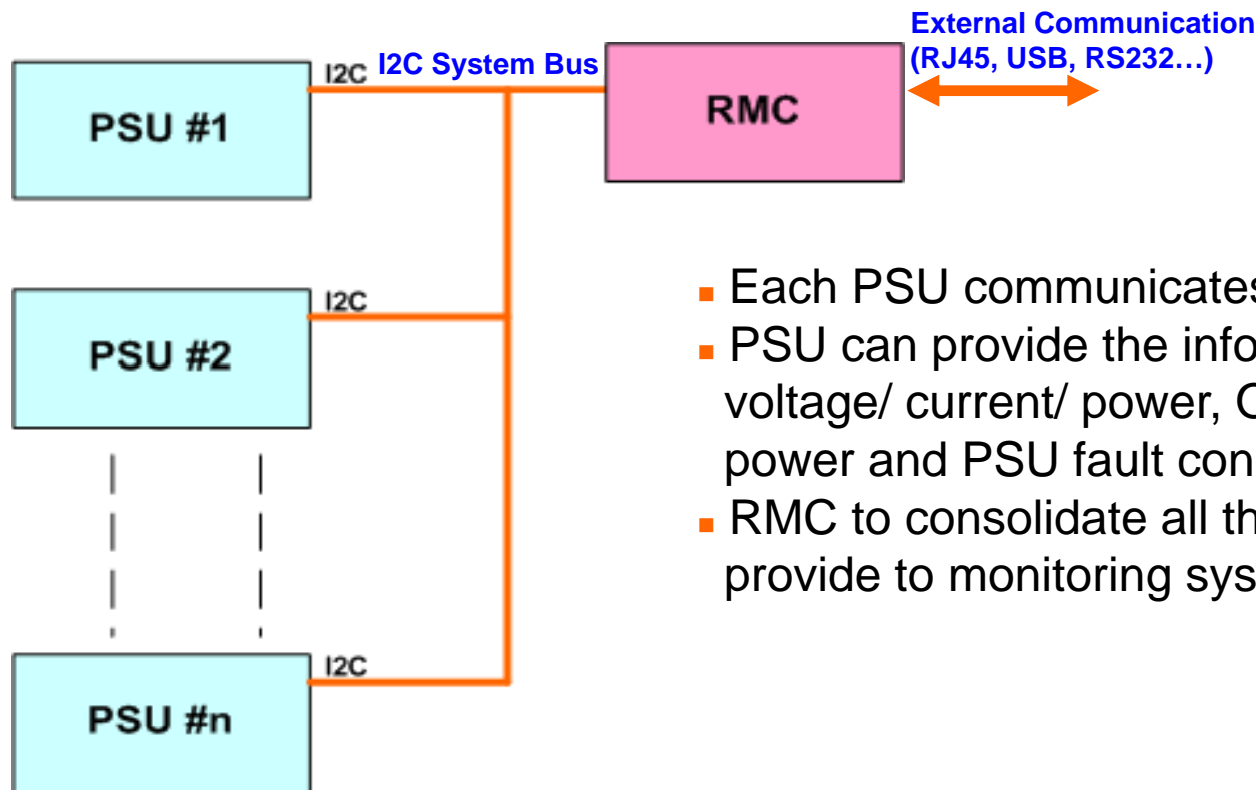 External Communication
(RJ45, USB, RS232…)
I2C
I2C System Bus
PSU #1
RMC
I2C
PSU #2
I2C
PSU #n
▪ Each PSU communicates
▪ PSU can provide the info
voltage/ current/ power,
power and PSU fault con
▪ RMC to consolidate all th
provide to monitoring sys